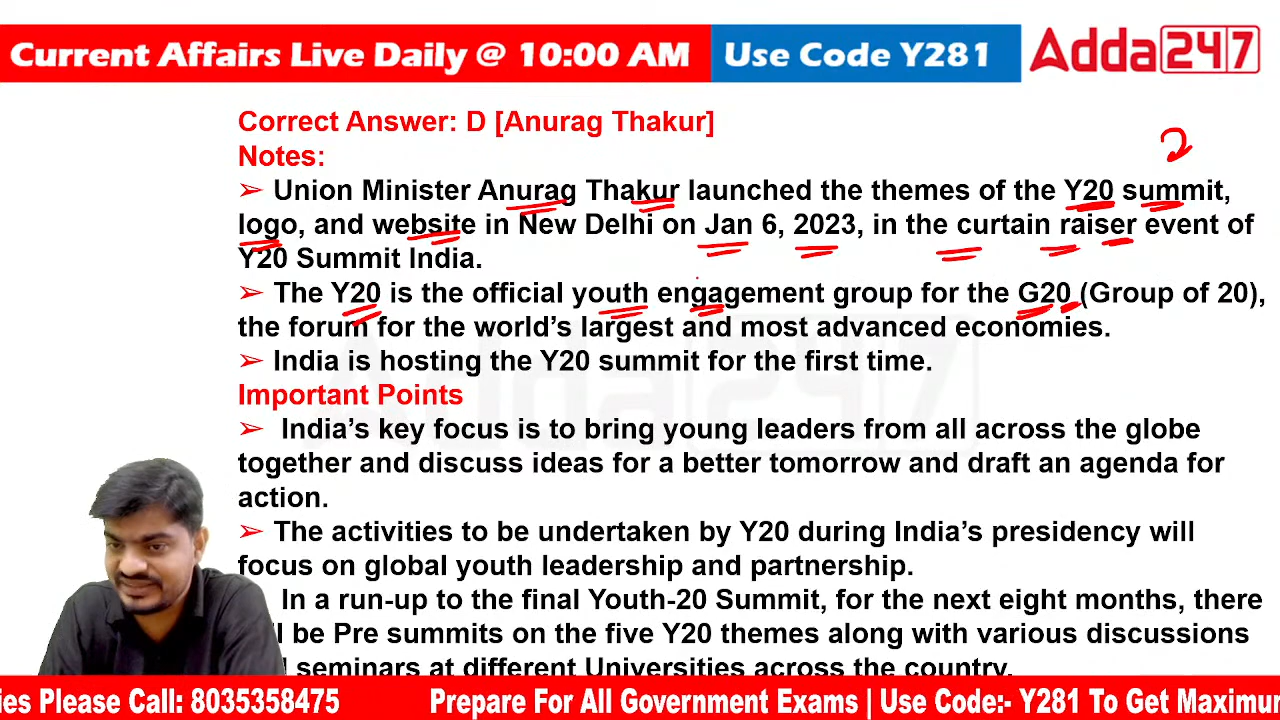 Current Affairs Live Daily @ 10:00 AM
Use Code Y281
Adda247
2
Correct Answer: D [Anurag Thakur]
Notes:
➢ Union Minister Anurag Thakur launched the themes of the Y20 summit,
logo, and website in New Delhi on Jan 6, 2023, in the curtain raiser event of
Y20 Summit India.
➢ The Y20 is the official youth engagement group for the G20 (Group of 20),
the forum for the world's largest and most advanced economies.
➢ India is hosting the Y20 summit for the first time.
Important Points
➢ India's key focus is to bring young leaders from all across the globe
together and discuss ideas for a better tomorrow and draft an agenda for
action.
➢ The activities to be undertaken by Y20 during India's presidency will
focus on global youth leadership and partnership.
In a run-up to the final Youth-20 Summit, for the next eight months, there
be Pre summits on the five Y20 themes along with various discussions
seminars at different Universities across the country.
Please Call: 8035358475
Prepare For All Government Exams | Use Code:- Y281 To Get